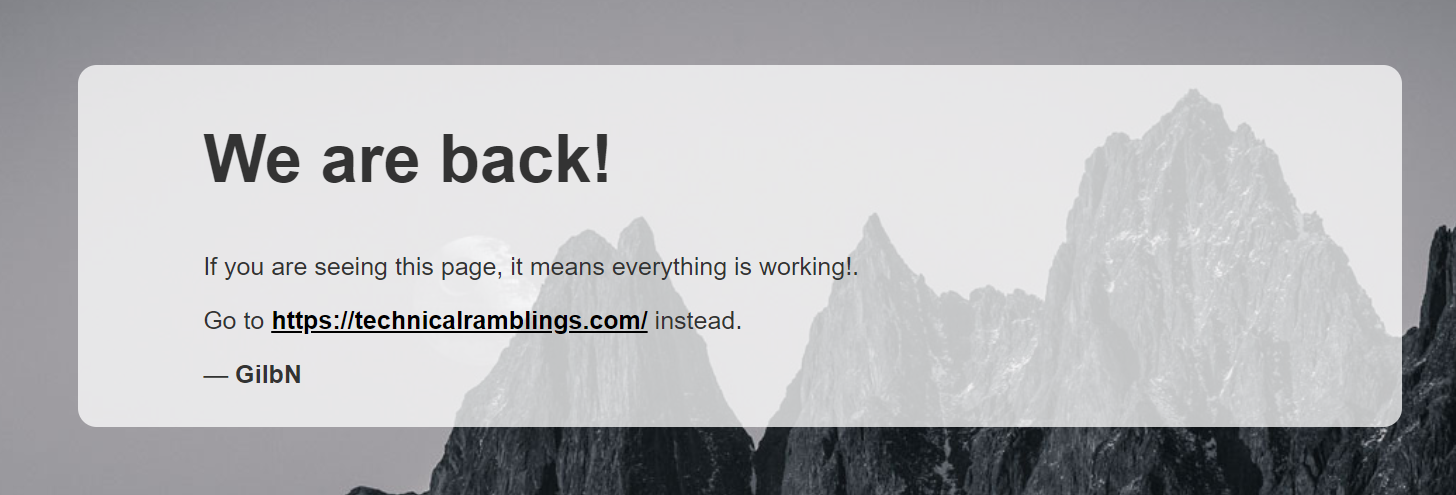 We are back!
If you are seeing this page, it means everything is working!.
Go to https://technicalramblings.com/ instead.
— GilbN